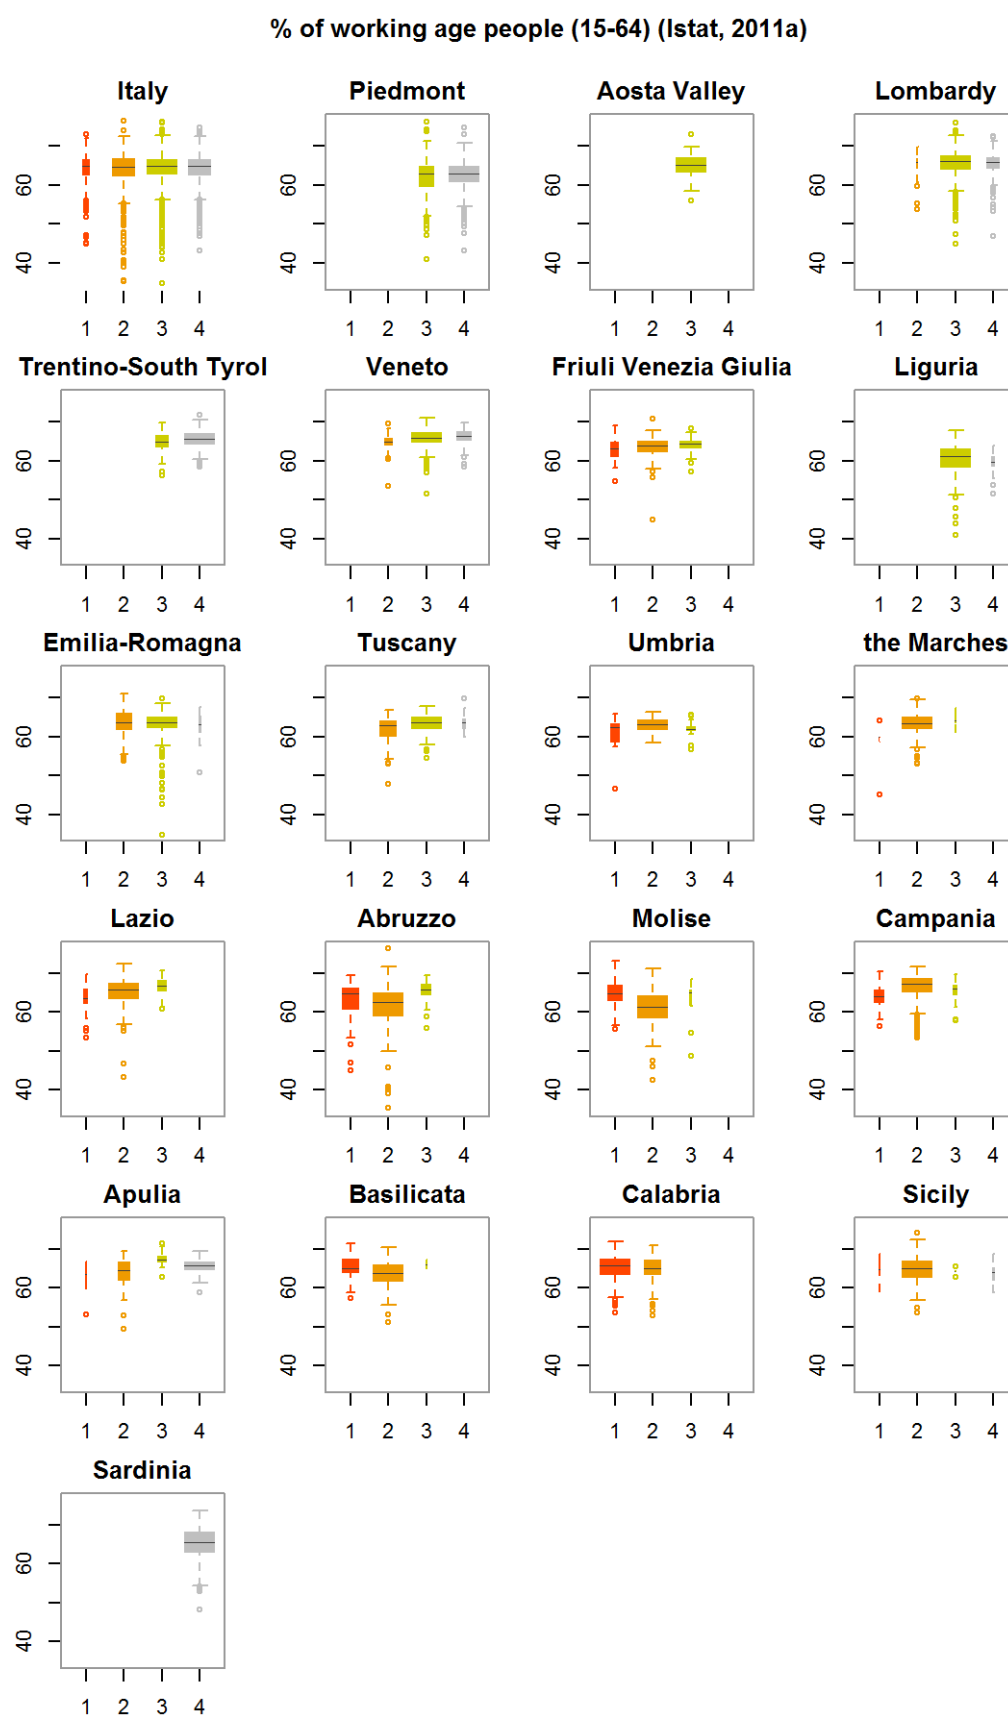 % of working age people (15-64) (Istat, 2011a)
Italy Piedmont Aosta Valley Lombardy
60 60 60 60
40 40 40 40
1 2 3 4 1 2 3 4 1 2 3 4 1 2 3 4
Trentino-South Tyrol Veneto Friuli Venezia Giulia Liguria
60 60 60 60
40 40 40 40
1 2 3 4 1 2 3 4 1 2 3 4 1 2 3 4
Emilia-Romagna Tuscany Umbria the Marches
60 60 60 60
40 40 40 40
1 2 3 4 1 2 3 4 1 2 3 4 1 2 3 4
Lazio Abruzzo Molise Campania
60 60 60 60
40 40 40 40
1 2 3 4 1 2 3 4 1 2 3 4 1 2 3 4
Apulia Basilicata Calabria Sicily
60 60 60 60
40 40 40 40
1 2 3 4 1 2 3 4 1 2 3 4 1 2 3 4
Sardinia
60
40
1 2 3 4